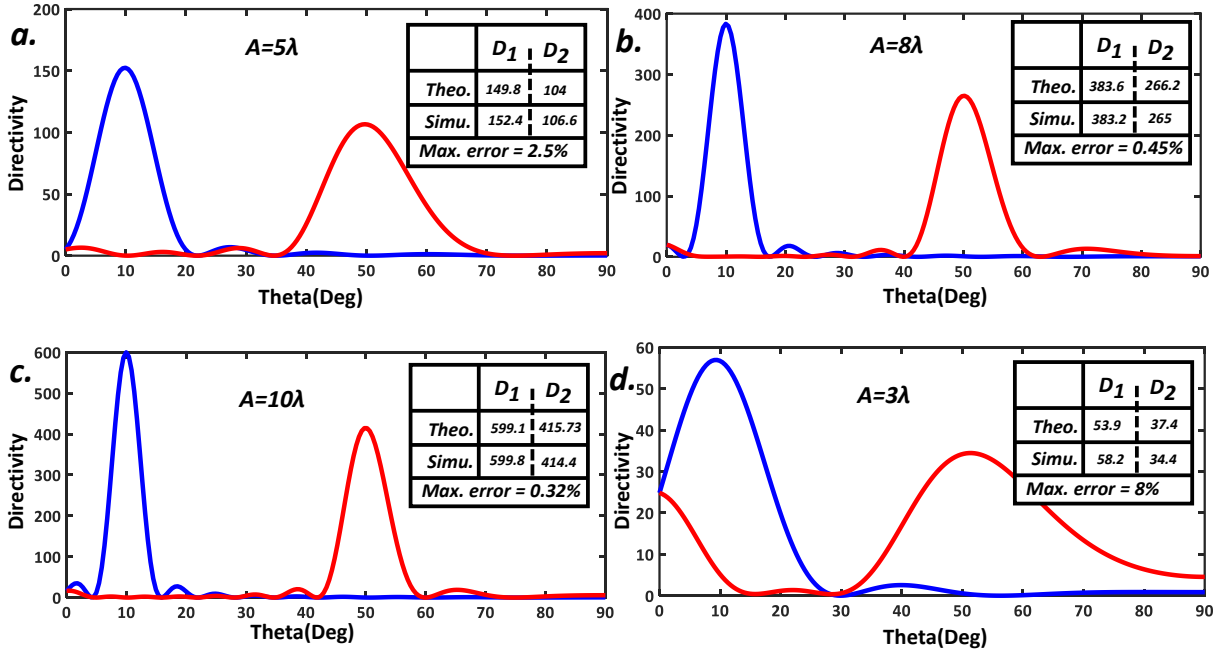 a.
A=5λ
D1 D2
Theo. 149.8 104
Simu. 152.4 106.6
Max. error = 2.5%
200
150
100
50
0
Directivity
0 10 20 30 40 50 60 70 80 90
Theta(Deg)
b.
A=8λ
D1 D2
Theo. 383.6 266.2
Simu. 383.2 265
Max. error = 0.45%
400
300
200
100
0
Directivity
0 10 20 30 40 50 60 70 80 90
Theta(Deg)
c.
A=10λ
D1 D2
Theo. 599.1 415.73
Simu. 599.8 414.4
Max. error = 0.32%
600
500
400
300
200
100
0
Directivity
0 10 20 30 40 50 60 70 80 90
Theta(Deg)
d.
A=3λ
D1 D2
Theo. 53.9 37.4
Simu. 58.2 34.4
Max. error = 8%
60
50
40
30
20
10
0
Directivity
0 10 20 30 40 50 60 70 80 90
Theta(Deg)